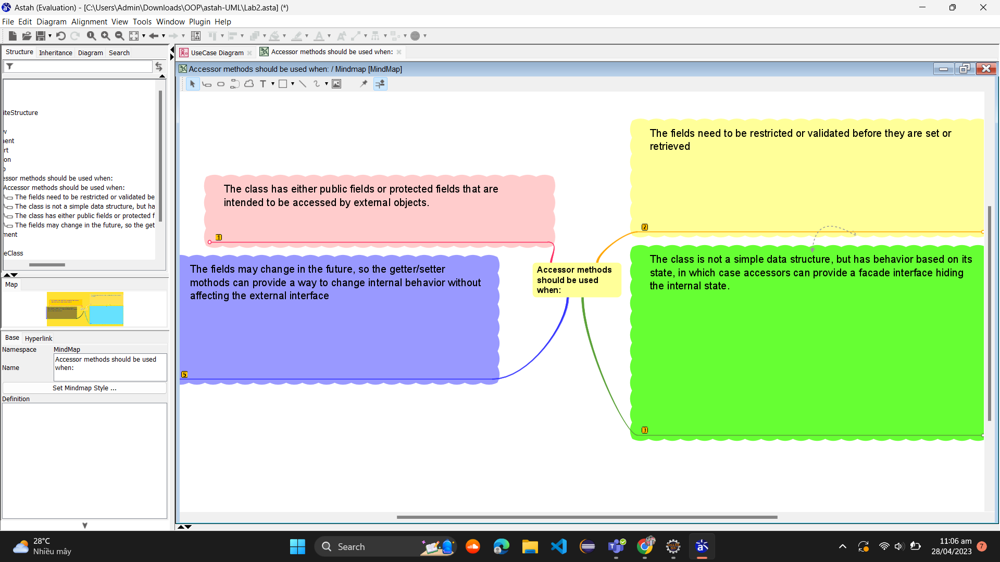 Astah (Evaluation) - [C:\Users\Admin\Downloads\OOP\astah-UML\Lab2.asta] (*)
File Edit Diagram Alignment View Tools Window Plugin Help
Structure Inheritance Diagram Search
UseCase Diagram
Accessor methods should be used when:
Accessor methods should be used when: / Mindmap [MindMap]
iteStructure
w
ient
rt
on
essor methods should be used when:
Accessor methods should be used when:
The fields need to be restricted or validated be
The class is not a simple data structure, but ha
The class has either public fields or protected f
The fields may change in the future, so the get
nent
eClass
Map
Base Hyperlink
Namespace MindMap
Name
Accessor methods should be used
when:
Set Mindmap Style ...
Definition
The class has either public fields or protected fields that are
intended to be accessed by external objects.
1
The fields may change in the future, so the getter/setter
mothods can provide a way to change internal behavior without
affecting the external interface
5
Accessor methods
should be used
when:
The fields need to be restricted or validated before they are set or
retrieved
2
The class is not a simple data structure, but has behavior based on its
state, in which case accessors can provide a facade interface hiding
the internal state.
3
28°C
Nhiều mây
Search
11:06 am
28/04/2023
7